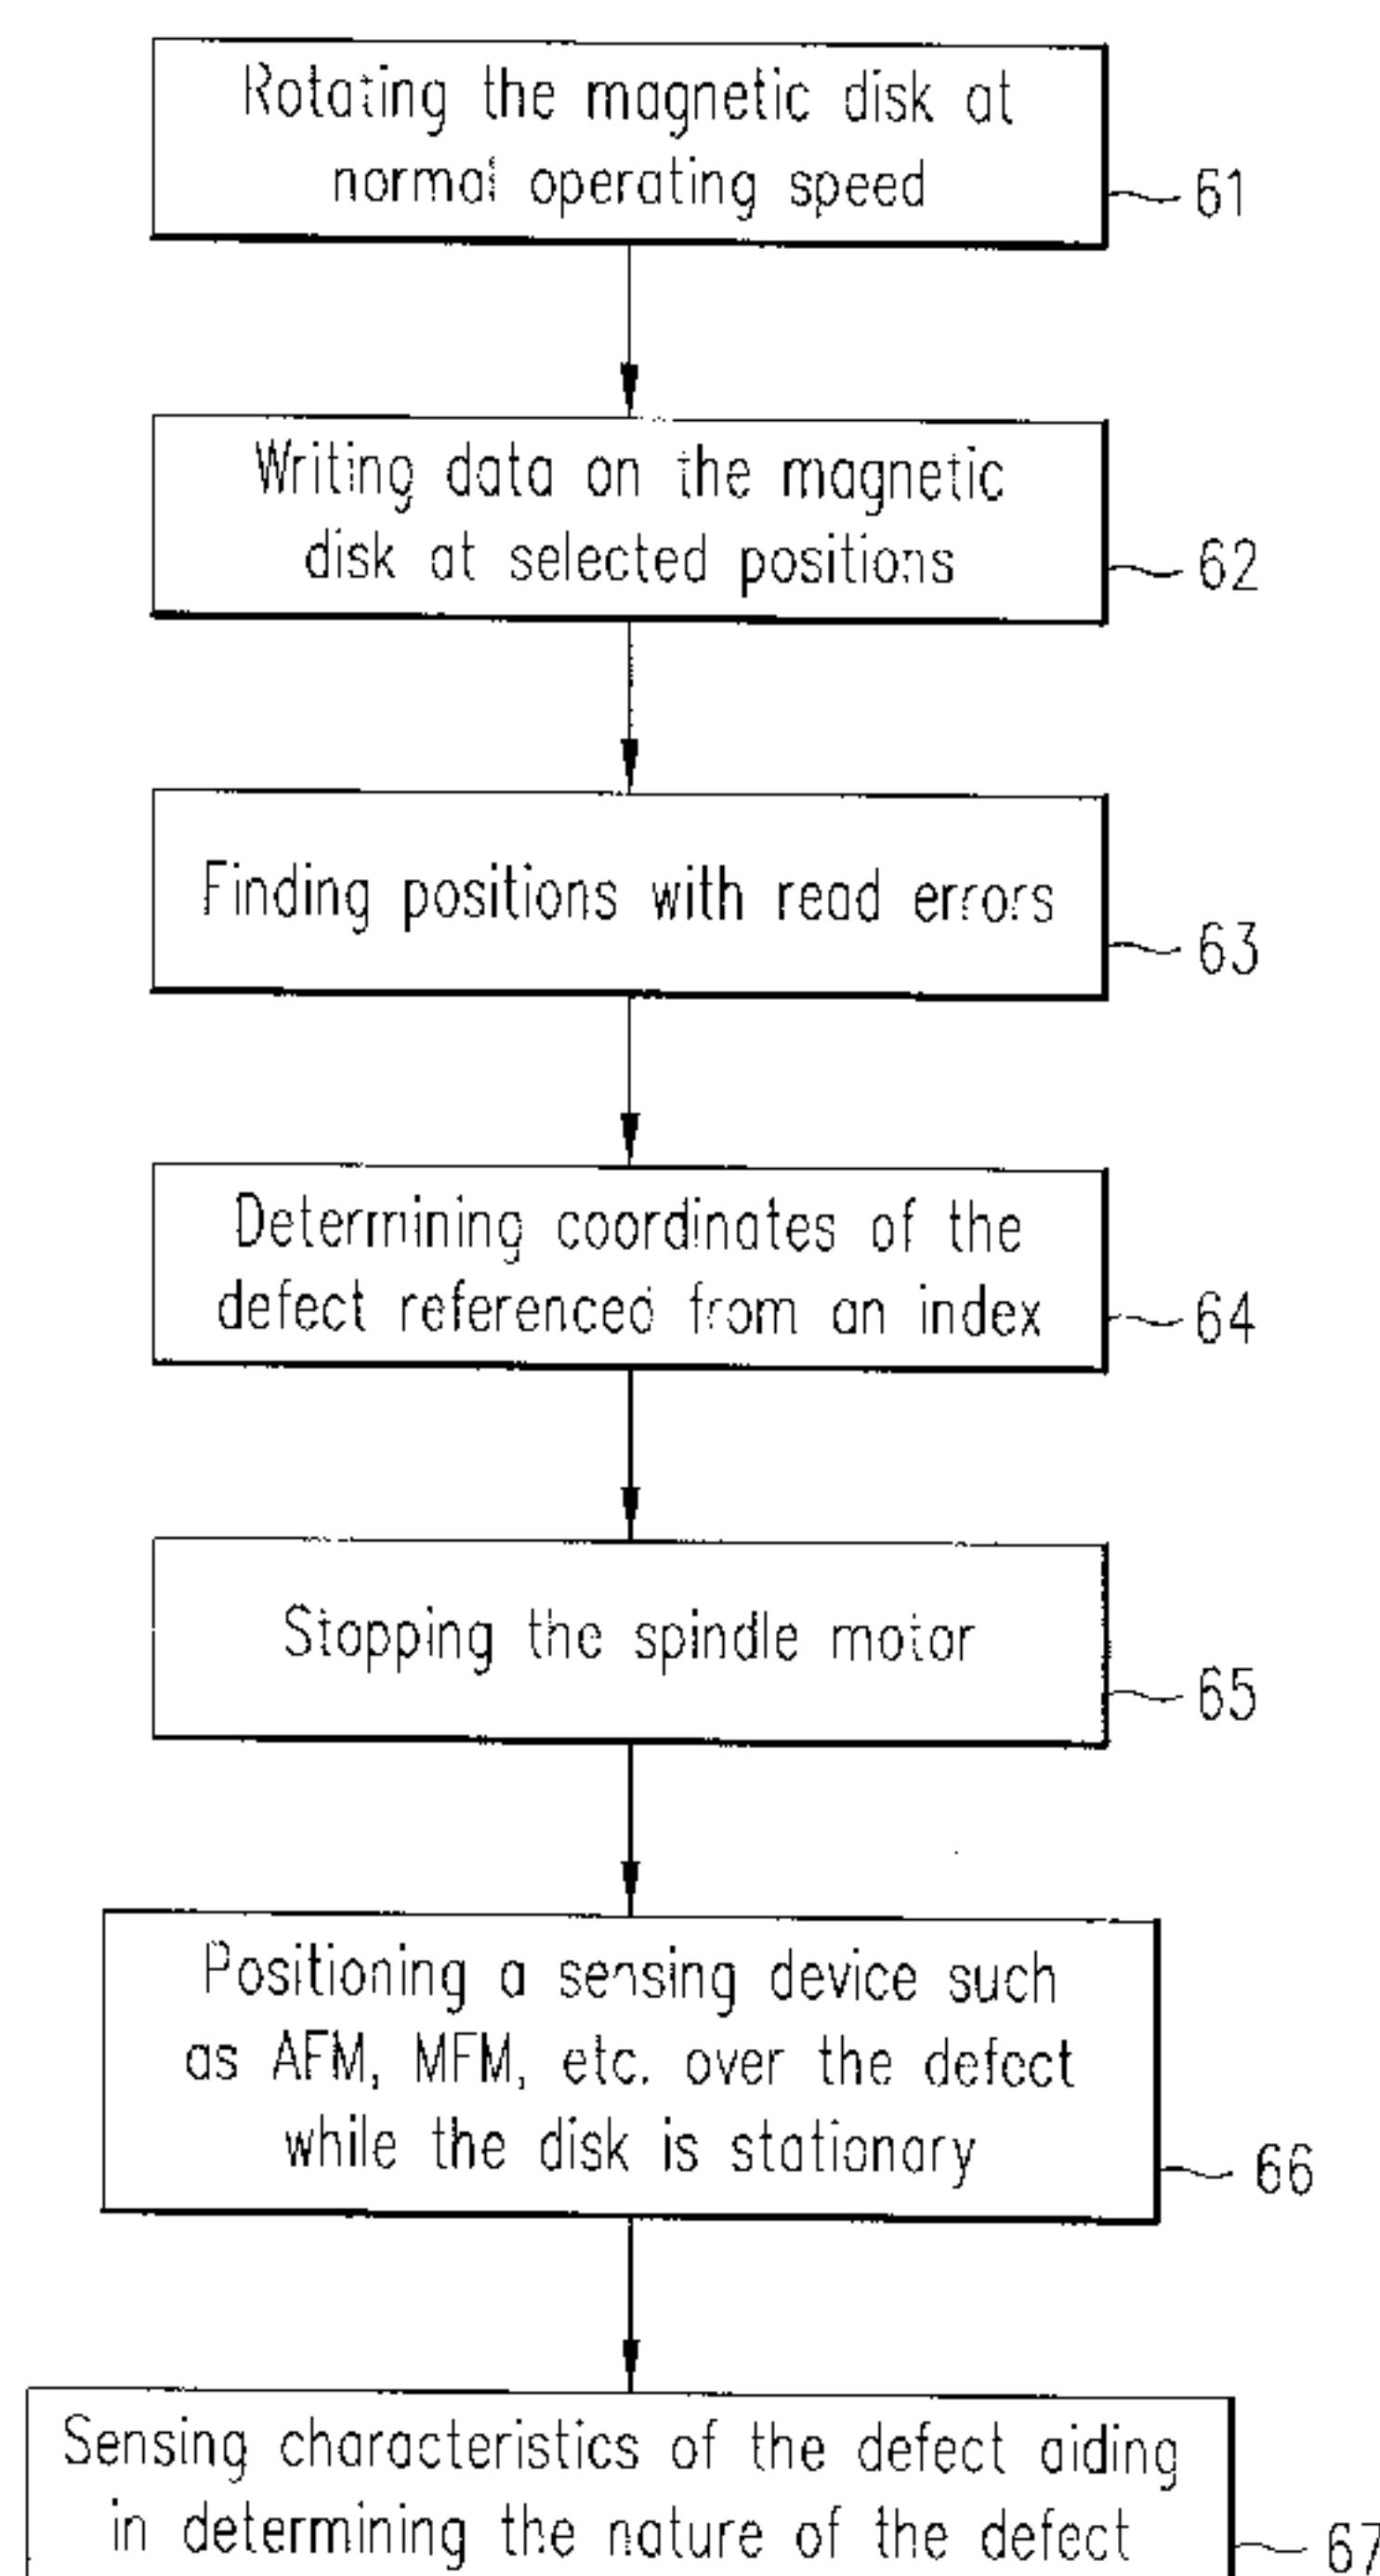 Rotating the magnetic disk at
normal operating speed
61
Writing data on the magnetic
disk at selected positions
62
Finding positions with read errors
63
Determining coordinates of the
defect referenced from an index
64
Stopping the spindle motor
65
Positioning a sensing device such
as AFM, MFM, etc. over the defect
while the disk is stationary
66
Sensing characteristics of the defect aiding
in determining the nature of the defect
67